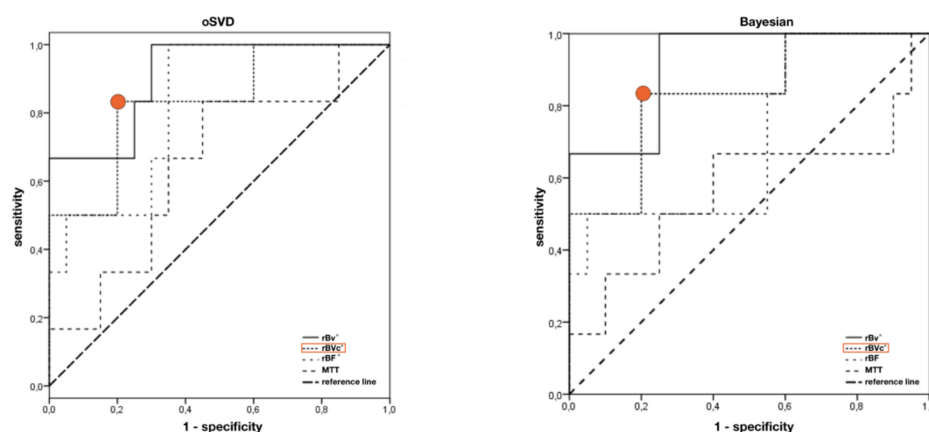 oSVD
1,0
0,8
0,6
0,4
0,2
0,0
sensitivity
0,0 0,2 0,4 0,6 0,8 1,0
1 - specificity
rBv*
rBVc*
rBF *
MTT
reference line
Bayesian
1,0
0,8
0,6
0,4
0,2
0,0
sensitivity
0,0 0,2 0,4 0,6 0,8 1,
1 - specificity
rBv*
rBVc*
rBF *
MTT
reference line